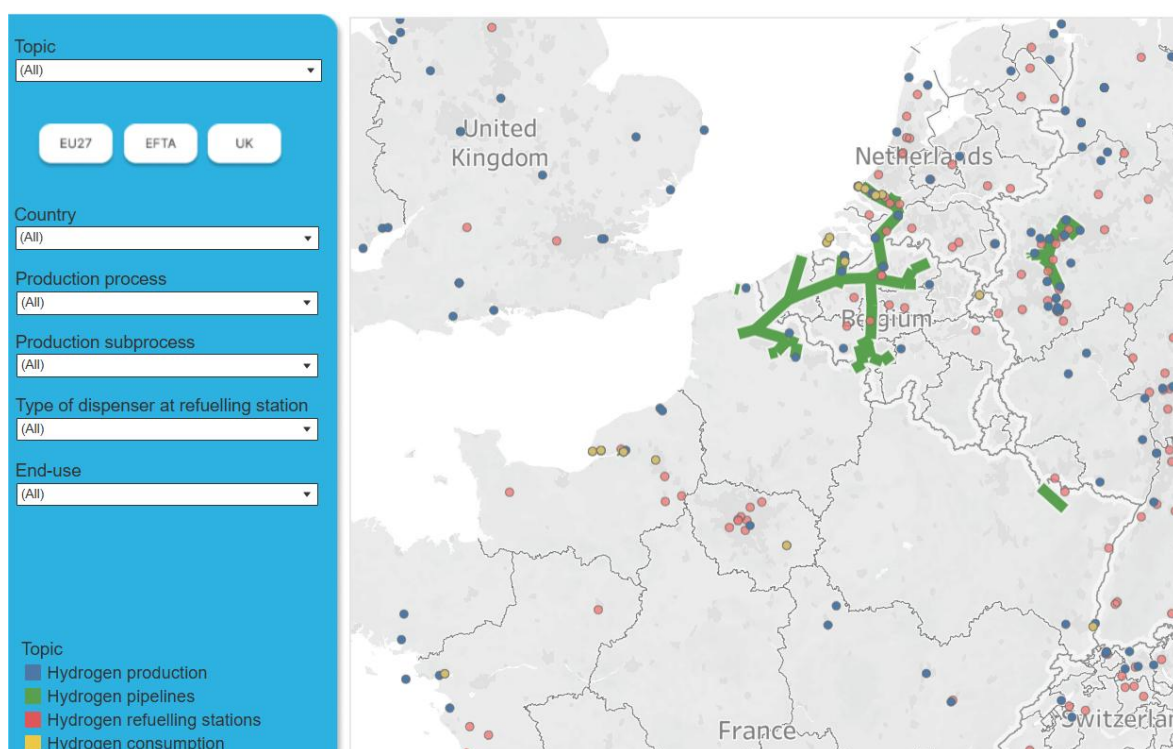 Topic
(All)
EU27
EFTA
UK
Country
(All)
Production process
(All)
Production subprocess
(All)
Type of dispenser at refuelling station
(All)
End-use
(All)
Topic
Hydrogen production
Hydrogen pipelines
Hydrogen refuelling stations
Hydrogen consumption
United
Kingdom
Netherlands
Belgium
France
Switzerlan